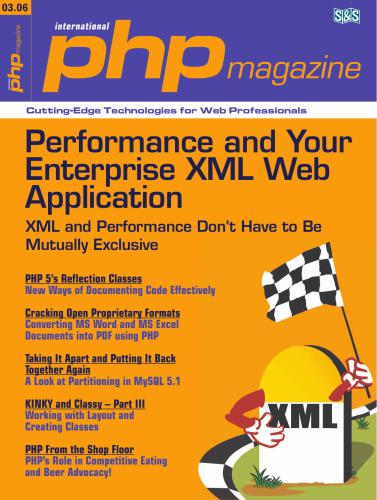 03.06
php magazine
international
S&S
php magazine
Cutting-Edge Technologies for Web Professionals
Performance and Your
Enterprise XML Web
Application
XML and Performance Don't Have to Be
Mutually Exclusive
PHP 5's Reflection Classes
New Ways of Documenting Code Effectively
Cracking Open Proprietary Formats
Converting MS Word and MS Excel
Documents into PDF using PHP
Taking It Apart and Putting It Back
Together Again
A Look at Partitioning in MySQL 5.1
KINKY and Classy – Part III
Working with Layout and
Creating Classes
PHP From the Shop Floor
PHP's Role in Competitive Eating
and Beer Advocacy!
XML